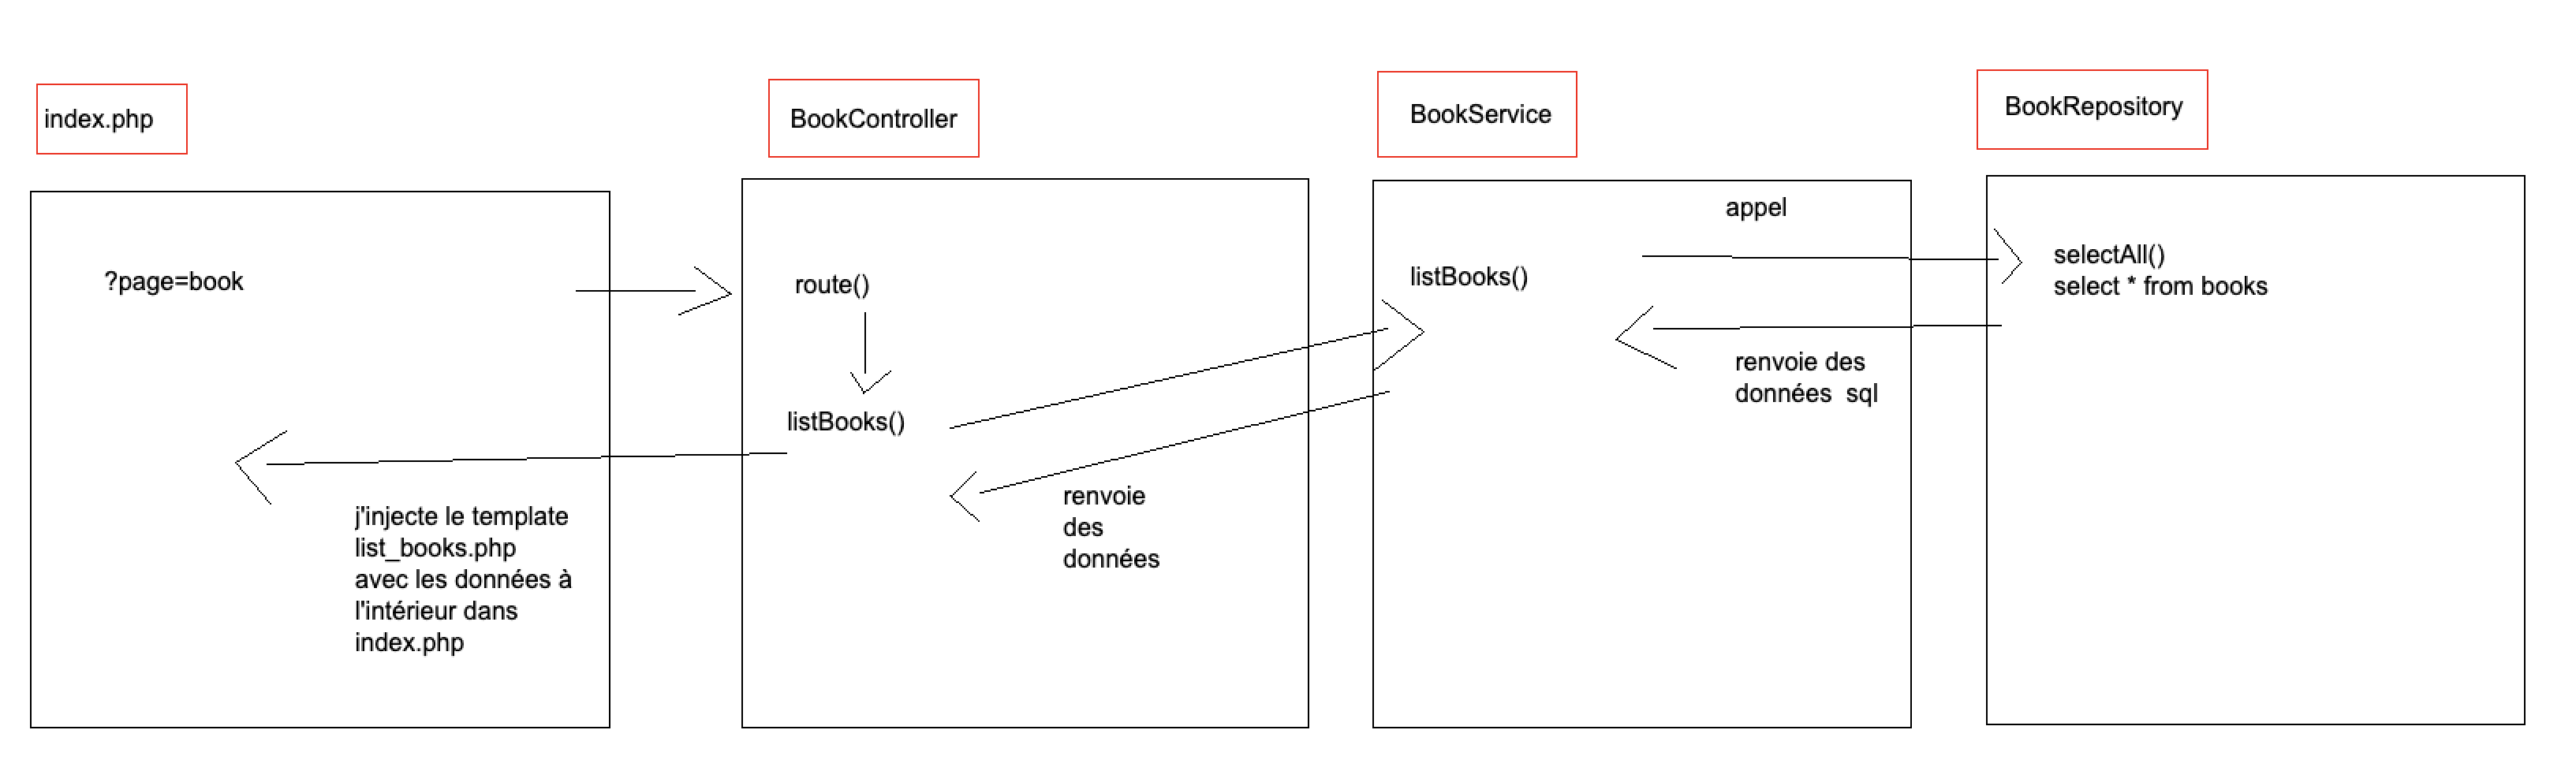 index.php
BookController
BookService
BookRepository
?page=book
route()
listBooks()
j'injecte le template
list_books.php
avec les données à
l'intérieur dans
index.php
renvoie
des
données
listBooks()
appel
renvoie des
données  sql
selectAll()
select * from books